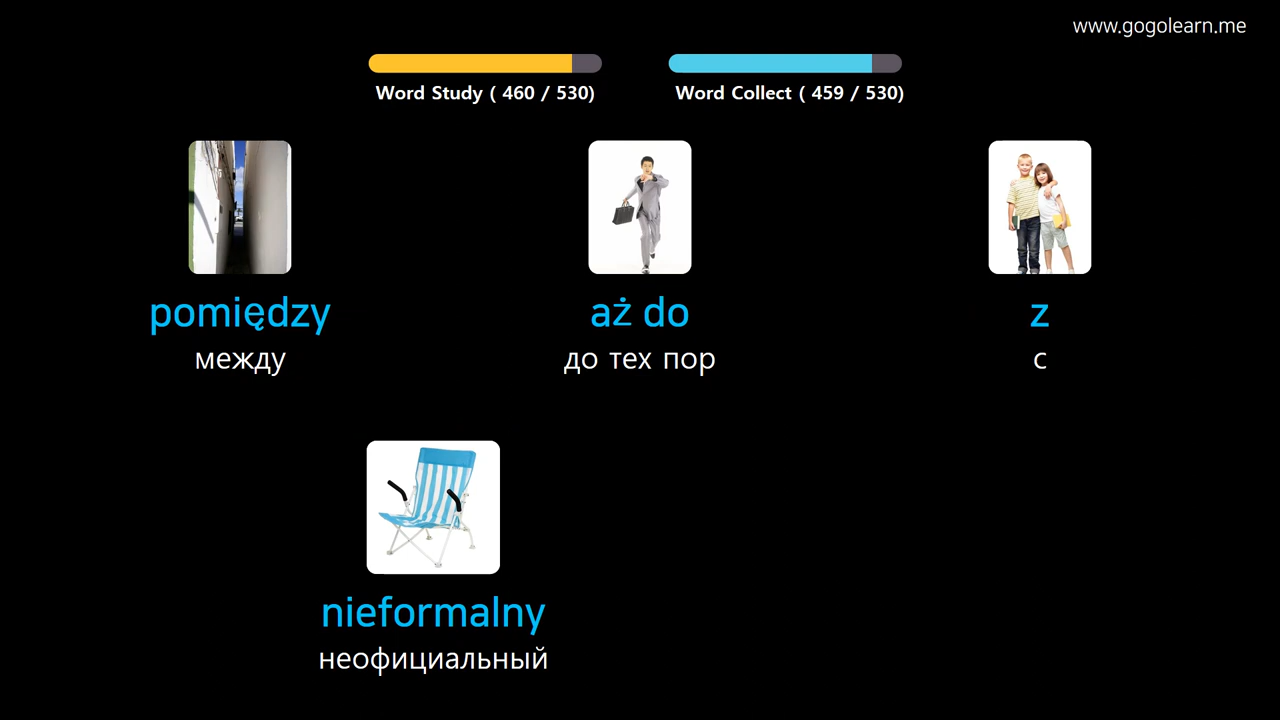 www.gogolearn.me
Word Study ( 460 / 530)
Word Collect ( 459 / 530)
pomiędzy
между
aż do
до тех пор
z
с
nieformalny
неофициальный